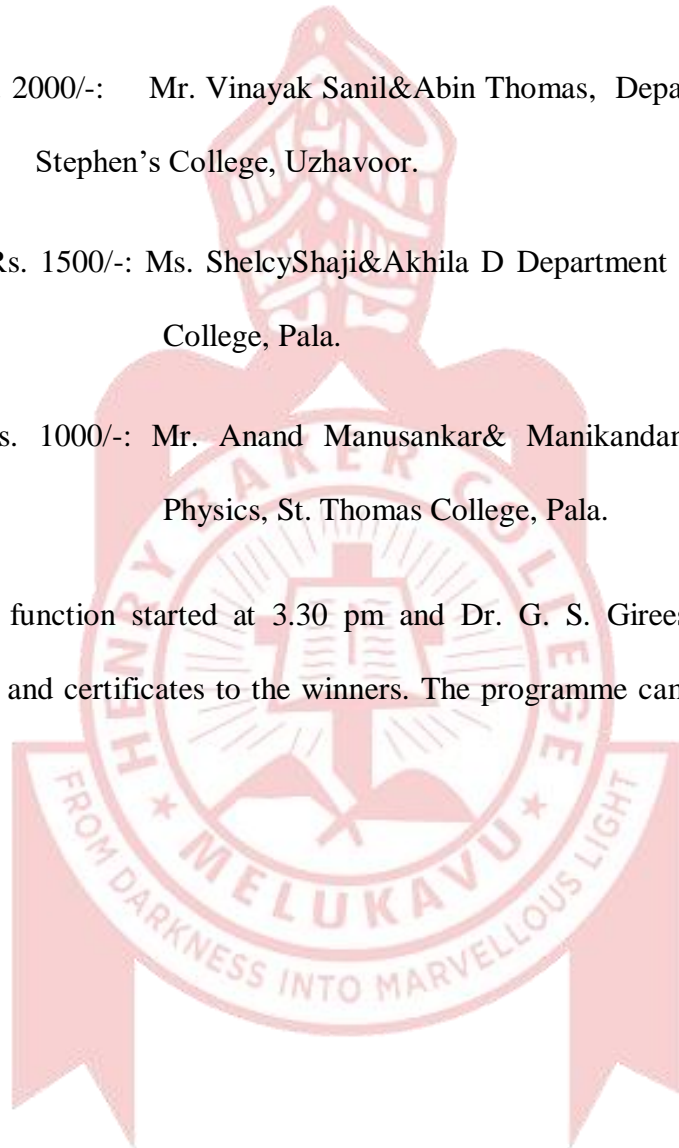 2000/-: Mr. Vinayak Sanil&Abin Thomas, Depa
Stephen’s College, Uzhavoor.
Rs. 1500/-: Ms. ShelcyShaji&Akhila D Department
College, Pala.
s. 1000/-: Mr. Anand Manusankar& Manikandan
Physics, St. Thomas College, Pala.
function started at 3.30 pm and Dr. G. S. Girees
and certificates to the winners. The programme cam
HENRY BAKER COLLEGE
MELUKAVU
FROM DARKNESS INTO MARVELLOUS LIGHT